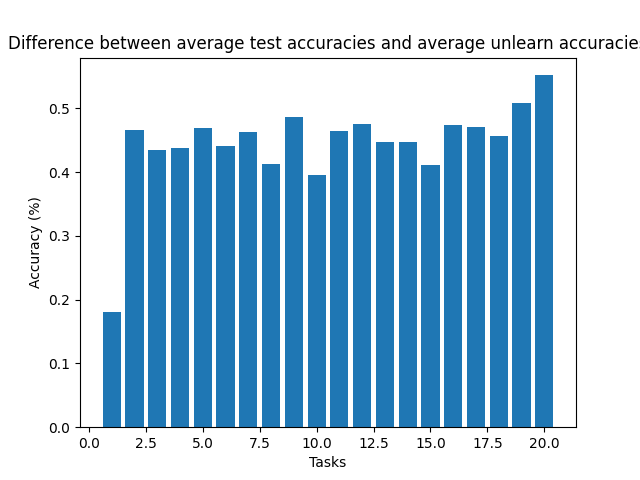 Difference between average test accuracies and average unlearn accuracies
Accuracy (%)
0.5
0.4
0.3
0.2
0.1
0.0
0.0 2.5 5.0 7.5 10.0 12.5 15.0 17.5 20.0
Tasks